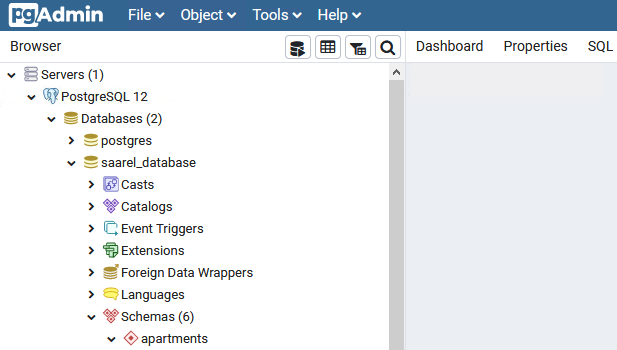 pgAdmin File Object Tools Help
Browser Dashboard Properties SQL
Servers (1)
PostgreSQL 12
Databases (2)
postgres
saarel_database
Casts
Catalogs
Event Triggers
Extensions
Foreign Data Wrappers
Languages
Schemas (6)
apartments